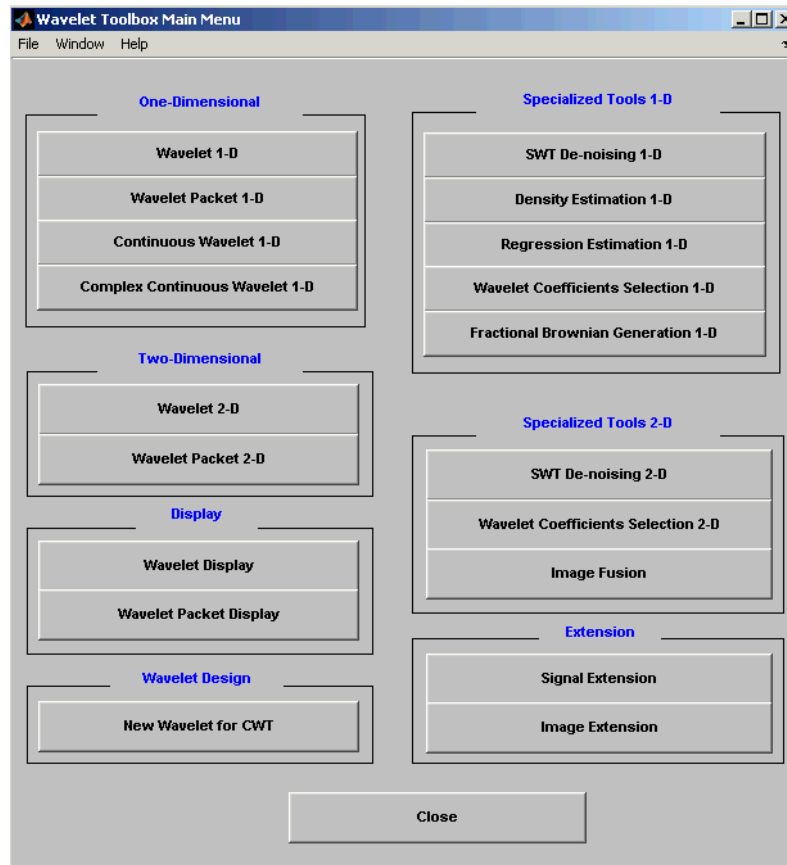 Wavelet Toolbox Main Menu
File Window Help
One-Dimensional
Wavelet 1-D
Wavelet Packet 1-D
Continuous Wavelet 1-D
Complex Continuous Wavelet 1-D
Two-Dimensional
Wavelet 2-D
Wavelet Packet 2-D
Display
Wavelet Display
Wavelet Packet Display
Wavelet Design
New Wavelet for CWT
Specialized Tools 1-D
SWT De-noising 1-D
Density Estimation 1-D
Regression Estimation 1-D
Wavelet Coefficients Selection 1-D
Fractional Brownian Generation 1-D
Specialized Tools 2-D
SWT De-noising 2-D
Wavelet Coefficients Selection 2-D
Image Fusion
Extension
Signal Extension
Image Extension
Close